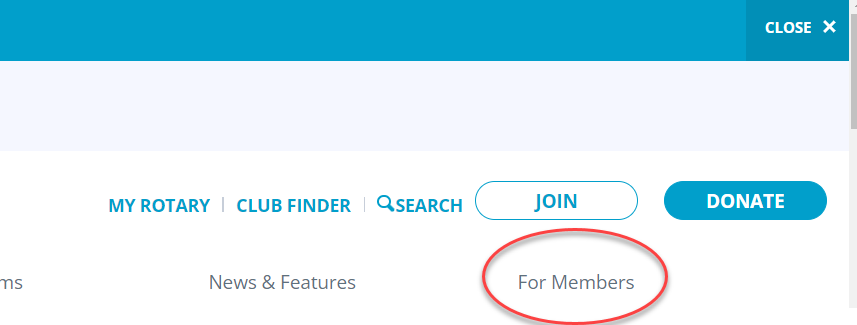 CLOSE ×
MY ROTARY | CLUB FINDER | SEARCH JOIN DONATE
ms News & Features For Members